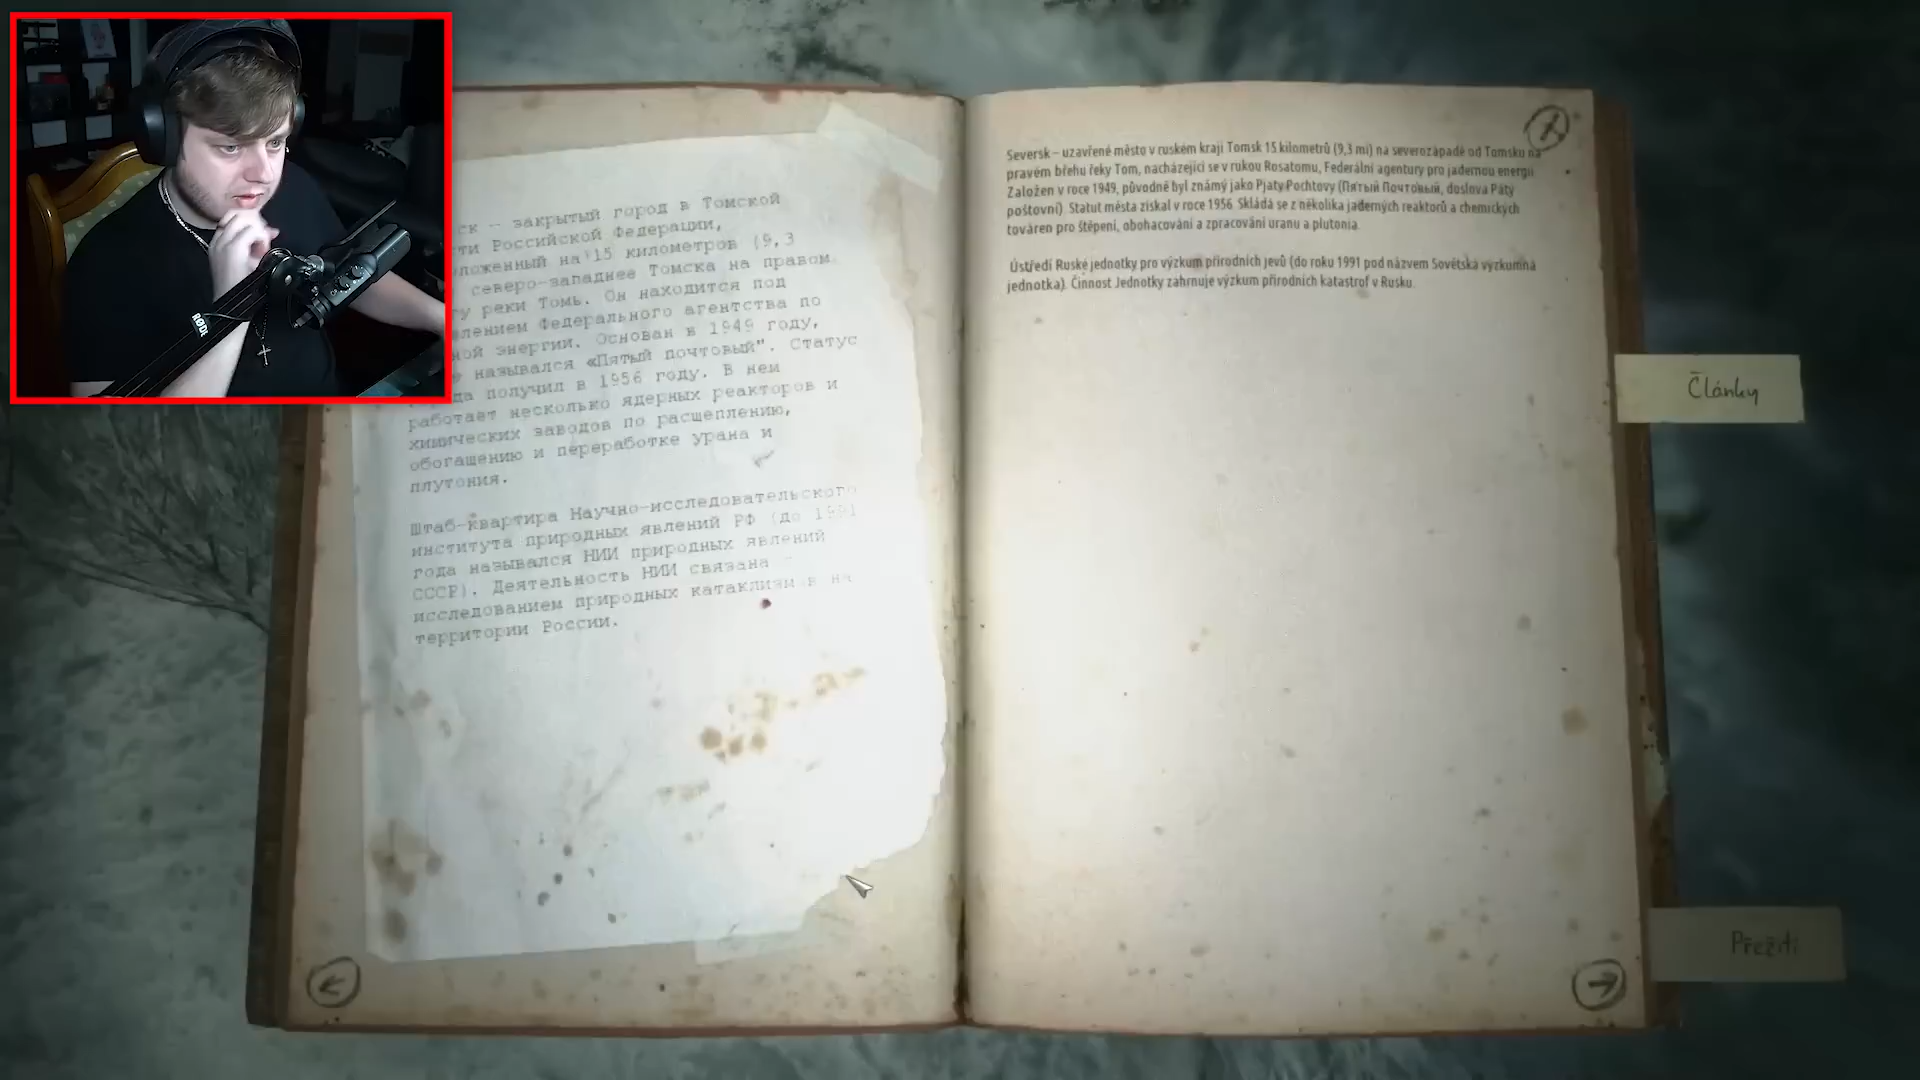 ск -- закрытый город в Томской
ти Российской Федерации,
оложенный на 15 километров (9,3
северо-западнее Томска на правом
гу реки Томь. Он находится под
влением Федерального агентства по
ной энергии. Основан в 1949 году,
назывался «Пятый почтовый". Статус
да получил в 1956 году. В нем
работает несколько ядерных реакторов и
химических заводов по расщеплению,
обогащению и переработке урана и
плутония.
Штаб-квартира Научно-исследовательского
института природных явлений РФ (до 1991
года назывался НИИ природных явлений
СССР). Деятельность НИИ связана
исследованием природных катаклизмов на
территории России.
Seversk – uzavřené město v ruském kraji Tomsk 15 kilometrů (9,3 mi) na severozápadě od Tomsku na
pravém břehu řeky Tom, nacházející se v rukou Rosatomu, Federální agentury pro jadernou energii.
Založen v roce 1949, původně byl známý jako Pjaty Pochtovy (Пятый Почтовый, doslova Pátý
poštovní). Statut města získal v roce 1956. Skládá se z několika jaderných reaktorů a chemických
továren pro štěpení, obohacování a zpracování uranu a plutonia.
Ústředí Ruské jednotky pro výzkum přírodních jevů (do roku 1991 pod názvem Sovětská výzkumná
jednotka). Činnost Jednotky zahrnuje výzkum přírodních katastrof v Rusku.
Články
Přežití
RØDE